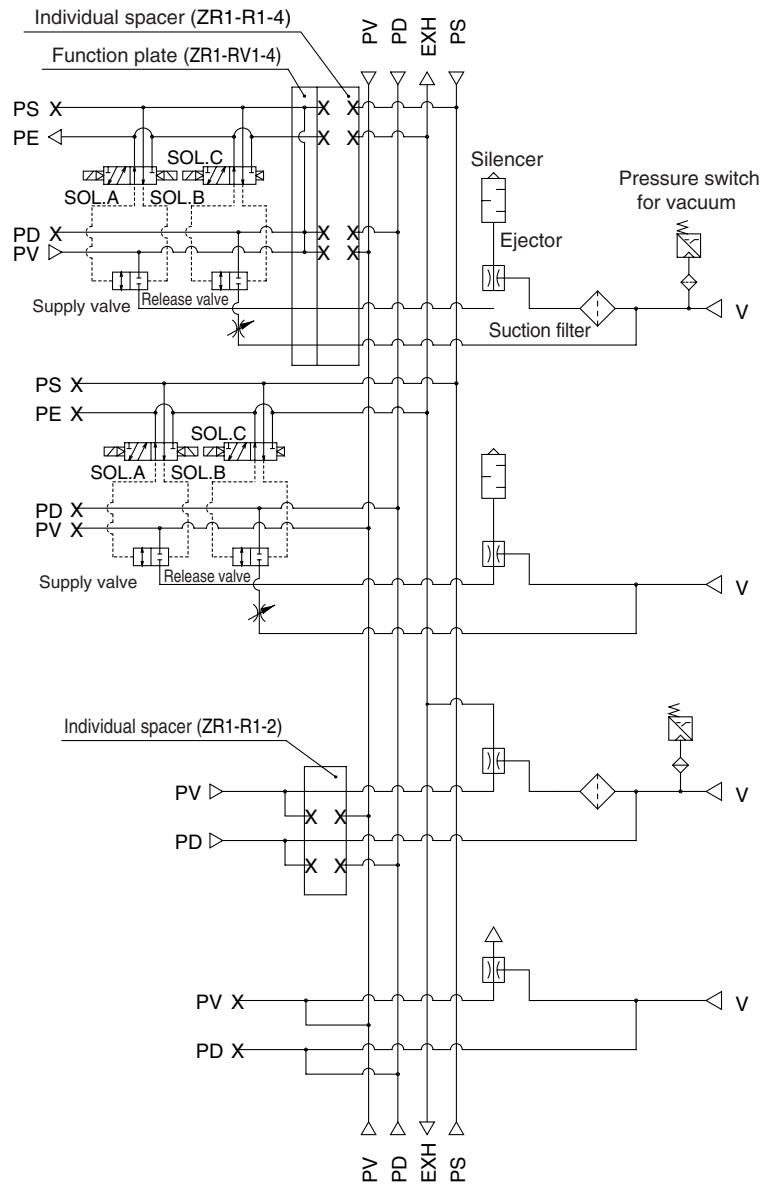 Individual spacer (ZR1-R1-4)
Function plate (ZR1-RV1-4)
PV
PD
EXH
PS
PS X
PE
SOL.C
SOL.A
SOL.B
PD X
PV
X X
X X
X X
X X
Supply valve
Release valve
Silencer
Ejector
Pressure switch
for vacuum
Suction filter
V
PS X
PE X
SOL.C
SOL.A
SOL.B
PD X
PV X
Supply valve
Release valve
V
Individual spacer (ZR1-R1-2)
PV
X X
PD
X X
V
PV X
PD X
V
PV
PD
EXH
PS